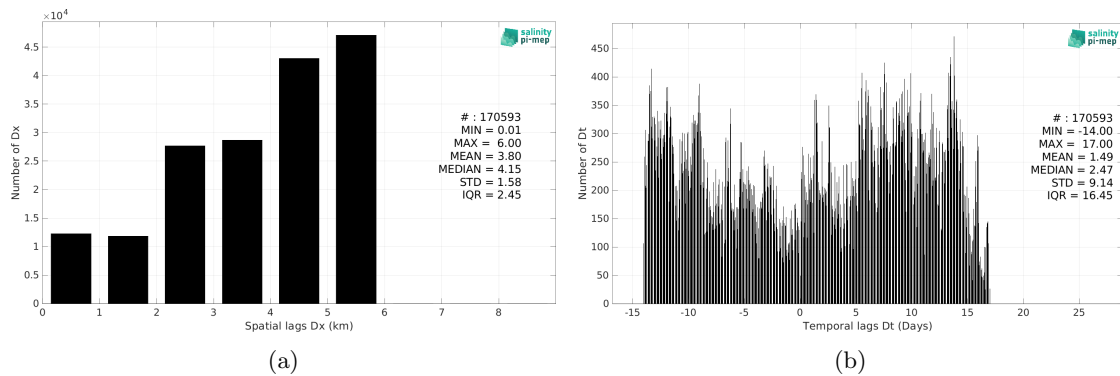 ×10⁴
4.5
4
3.5
3
2.5
2
1.5
1
0.5
0
Number of Dx
0 1 2 3 4 5 6 7 8
Spatial lags Dx (km)
salinity
pi-mep
# : 170593
MIN = 0.01
MAX = 6.00
MEAN = 3.80
MEDIAN = 4.15
STD = 1.58
IQR = 2.45
(a)
450
400
350
300
250
200
150
100
50
0
Number of Dt
-15 -10 -5 0 5 10 15 20 25
Temporal lags Dt (Days)
salinity
pi-mep
# : 170593
MIN = -14.00
MAX = 17.00
MEAN = 1.49
MEDIAN = 2.47
STD = 9.14
IQR = 16.45
(b)